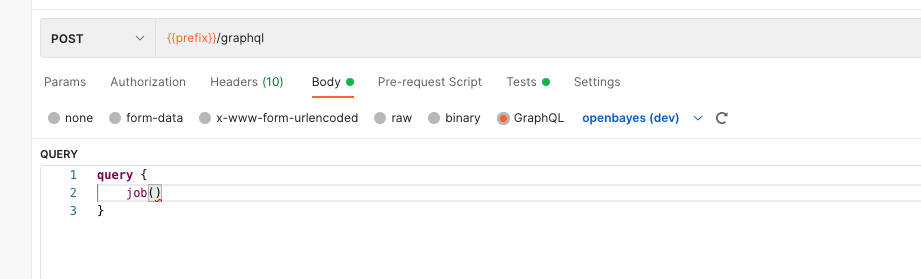 POST {{prefix}}/graphql
Params Authorization Headers (10) Body Pre-request Script Tests Settings
none form-data x-www-form-urlencoded raw binary GraphQL openbayes (dev)
QUERY
1 query {
2 job()
3 }